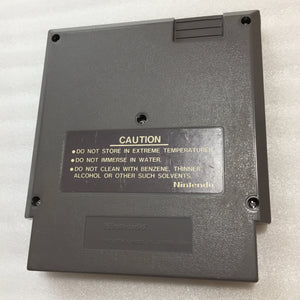 CAUTION
●DO NOT STORE IN EXTREME TEMPERATURES.
●DO NOT IMMERSE IN WATER.
●DO NOT CLEAN WITH BENZENE, THINNER,
ALCOHOL OR OTHER SUCH SOLVENTS.
Nintendo